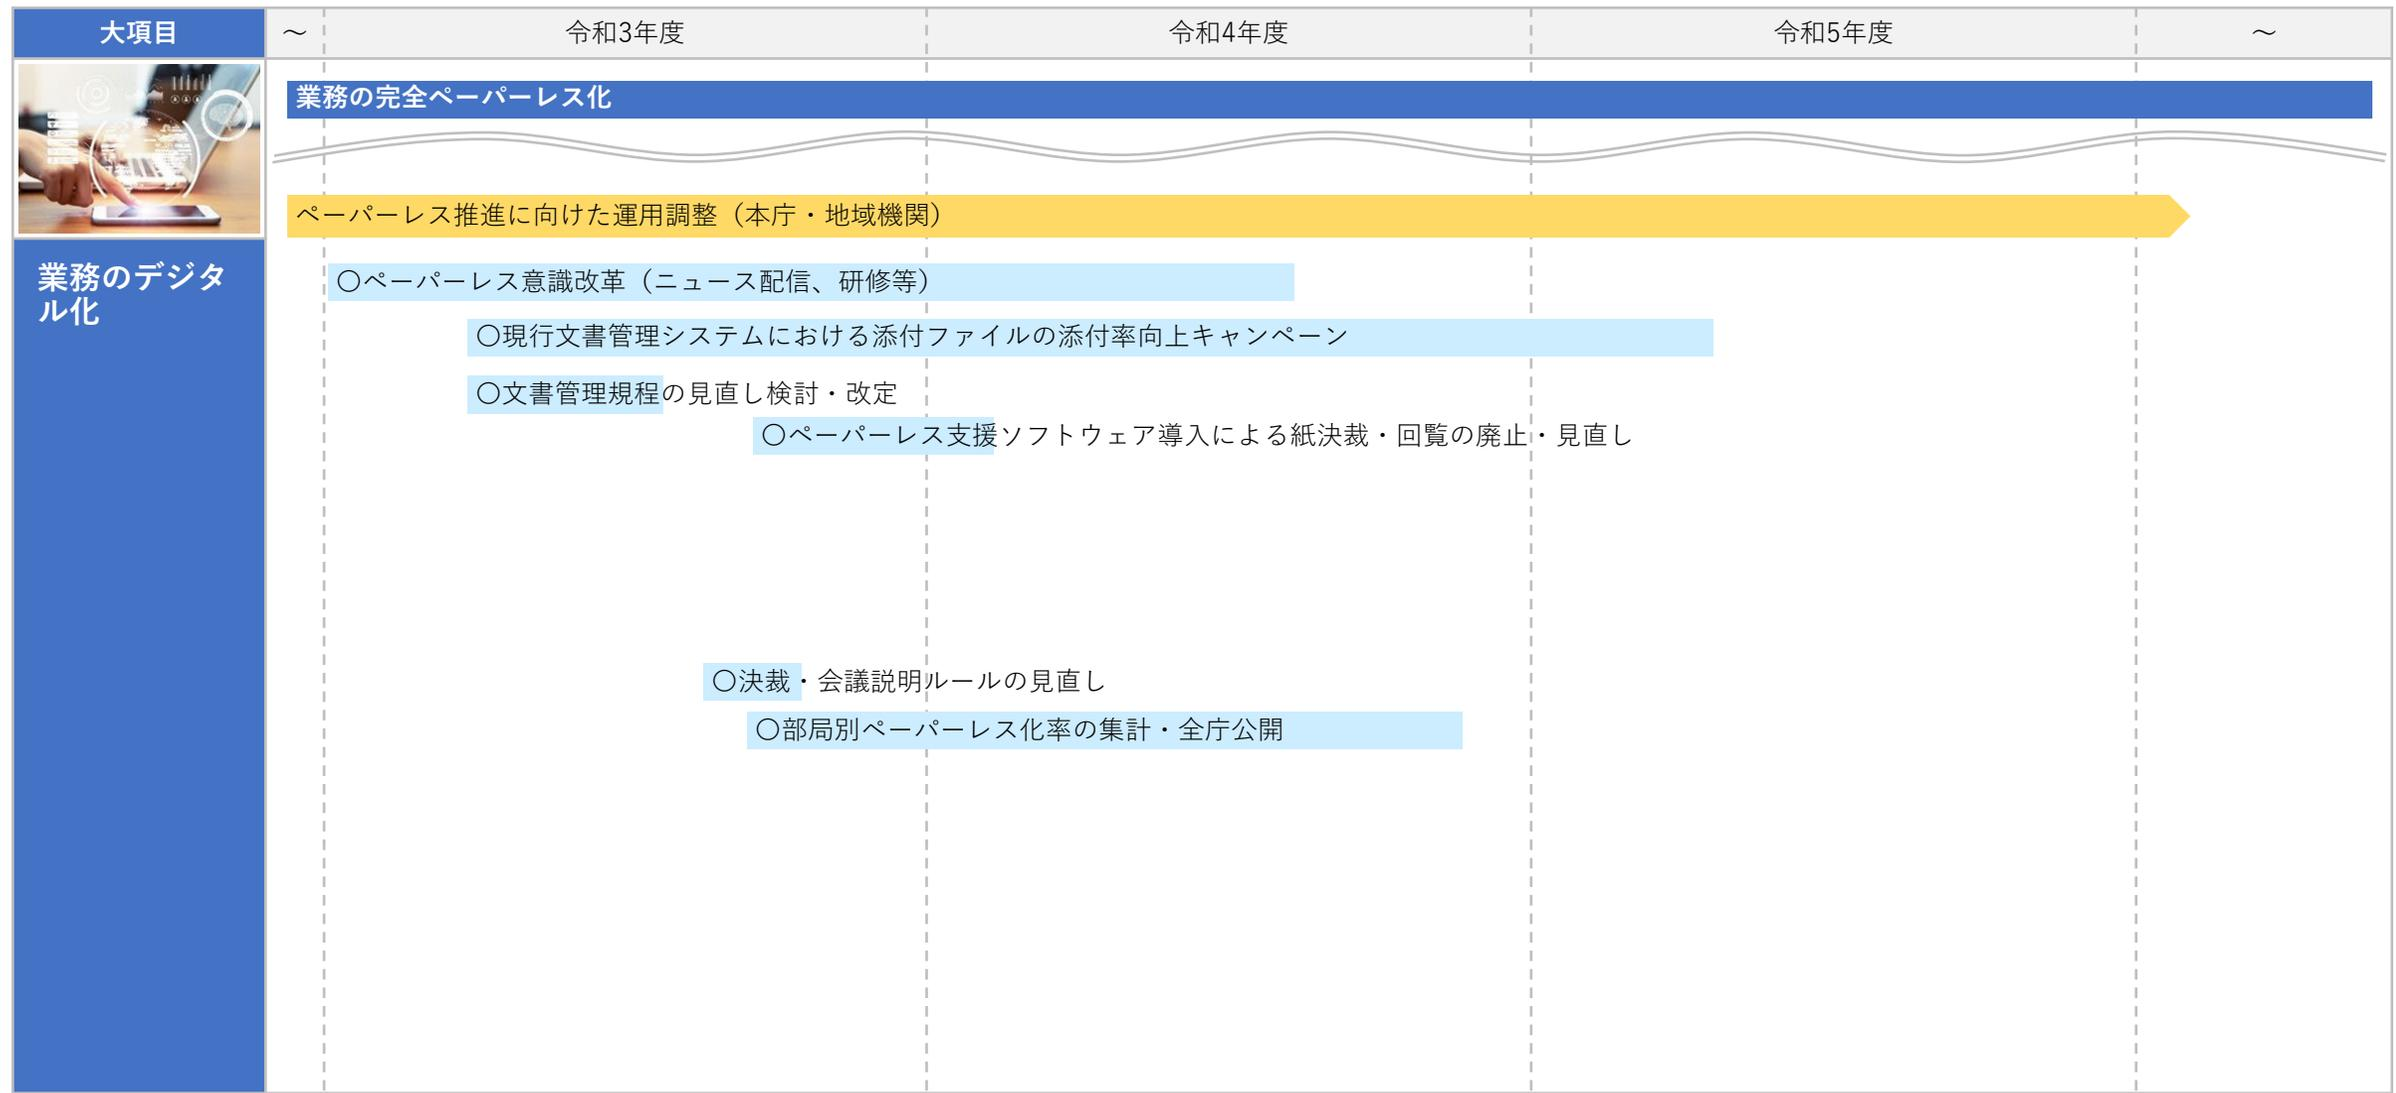 大項目
～
令和3年度
令和4年度
令和5年度
～
業務の完全ペーパーレス化
ペーパーレス推進に向けた運用調整（本庁・地域機関）
業務のデジタ
ル化
〇ペーパーレス意識改革（ニュース配信、研修等）
〇現行文書管理システムにおける添付ファイルの添付率向上キャンペーン
〇文書管理規程の見直し検討・改定
〇ペーパーレス支援ソフトウェア導入による紙決裁・回覧の廃止・見直し
〇決裁・会議説明ルールの見直し
〇部局別ペーパーレス化率の集計・全庁公開